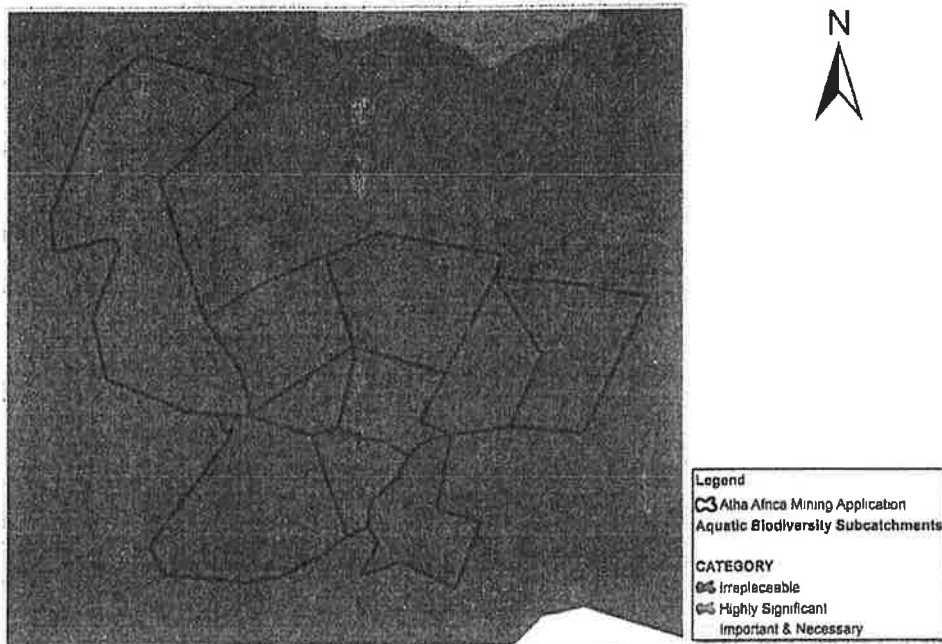 N
Legend
Atha Africa Mining Application
Aquatic Biodiversity Subcatchments
CATEGORY
Irreplaceable
Highly Significant
Important & Necessary